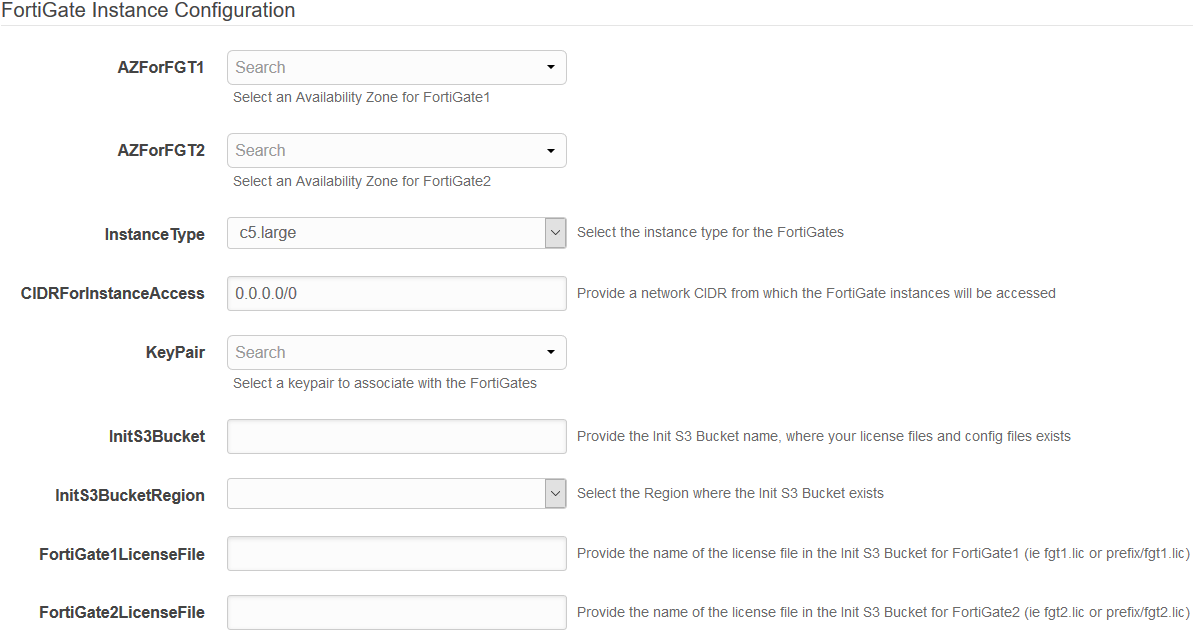 FortiGate Instance Configuration
AZForFGT1 Search
Select an Availability Zone for FortiGate1
AZForFGT2 Search
Select an Availability Zone for FortiGate2
InstanceType c5.large Select the instance type for the FortiGates
CIDRForInstanceAccess 0.0.0.0/0 Provide a network CIDR from which the FortiGate instances will be accessed
KeyPair Search
Select a keypair to associate with the FortiGates
InitS3Bucket Provide the Init S3 Bucket name, where your license files and config files exists
InitS3BucketRegion Select the Region where the Init S3 Bucket exists
FortiGate1LicenseFile Provide the name of the license file in the Init S3 Bucket for FortiGate1 (ie fgt1.lic or prefix/fgt1.lic)
FortiGate2LicenseFile Provide the name of the license file in the Init S3 Bucket for FortiGate2 (ie fgt2.lic or prefix/fgt2.lic)